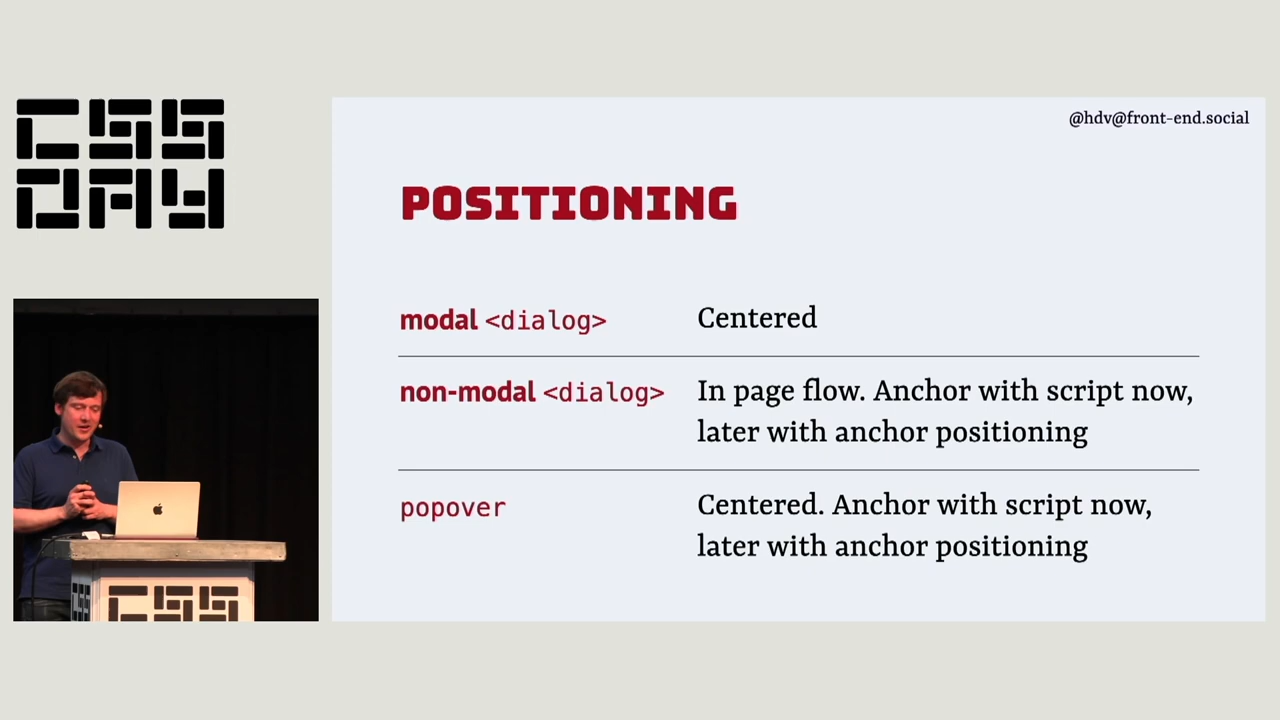 CSS
DAY
@hdv@front-end.social
POSITIONING
modal <dialog> Centered
non-modal <dialog> In page flow. Anchor with script now,
later with anchor positioning
popover Centered. Anchor with script now,
later with anchor positioning
CSS